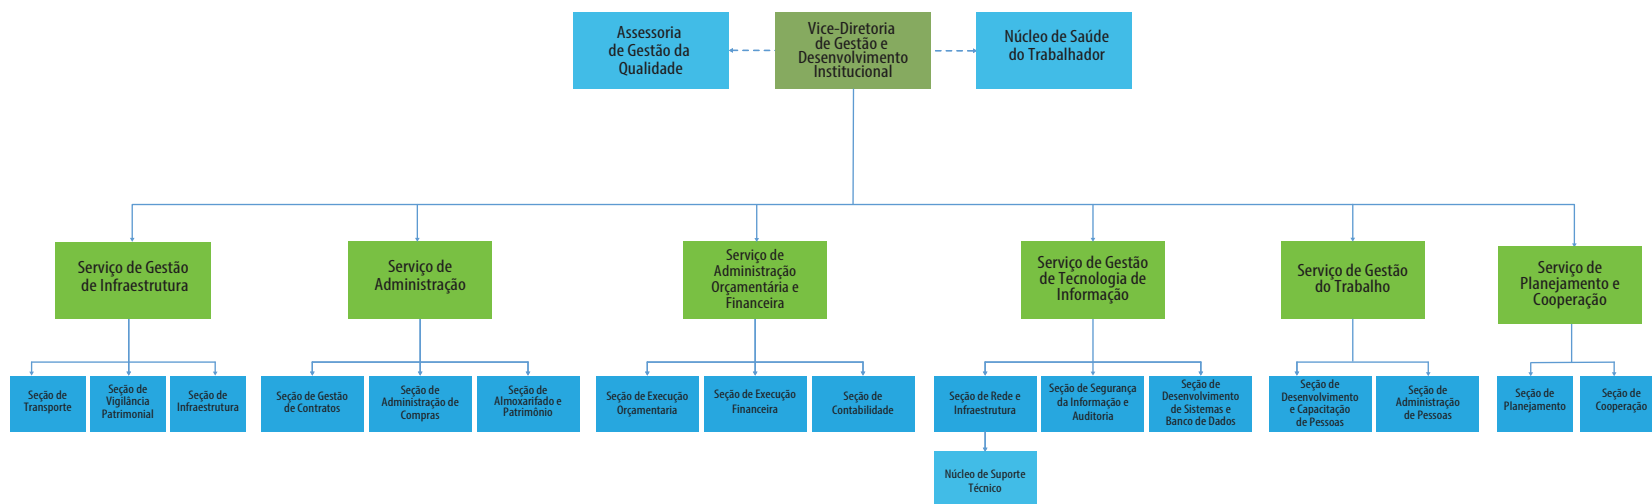 Assessoria
de Gestão da
Qualidade
Vice-Diretoria
de Gestão e
Desenvolvimento
Institucional
Núcleo de Saúde
do Trabalhador
Serviço de Gestão
de Infraestrutura
Serviço de
Administração
Serviço de
Administração
Orçamentária e
Financeira
Serviço de Gestão
de Tecnologia de
Informação
Serviço de Gestão
do Trabalho
Serviço de
Planejamento e
Cooperação
Seção de
Transporte
Seção de
Vigilância
Patrimonial
Seção de
Infraestrutura
Seção de Gestão
de Contratos
Seção de
Administração de
Compras
Seção de
Almoxarifado e
Patrimônio
Seção de Execução
Orçamentaria
Seção de Execução
Financeira
Seção de
Contabilidade
Seção de Rede e
Infraestrutura
Seção de Segurança
da Informação e
Auditoria
Seção de
Desenvolvimento
de Sistemas e
Banco de Dados
Seção de
Desenvolvimento
e Capacitação
de Pessoas
Seção de
Administração
de Pessoas
Seção de
Planejamento
Seção de
Cooperação
Núcleo de Suporte
Técnico